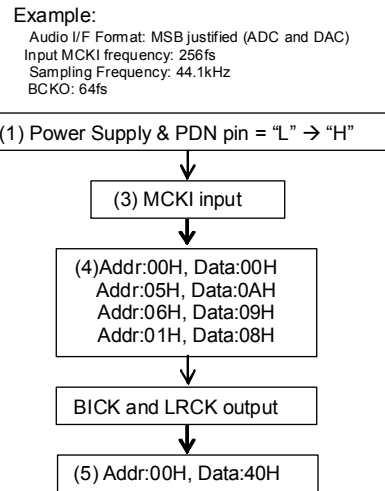 Example:
Audio I/F Format: MSB justified (ADC and DAC)
Input MCKI frequency: 256fs
Sampling Frequency: 44.1kHz
BCKO: 64fs
(1) Power Supply & PDN pin = “L” → “H”
(3) MCKI input
(4)Addr:00H, Data:00H
Addr:05H, Data:0AH
Addr:06H, Data:09H
Addr:01H, Data:08H
BICK and LRCK output
(5) Addr:00H, Data:40H